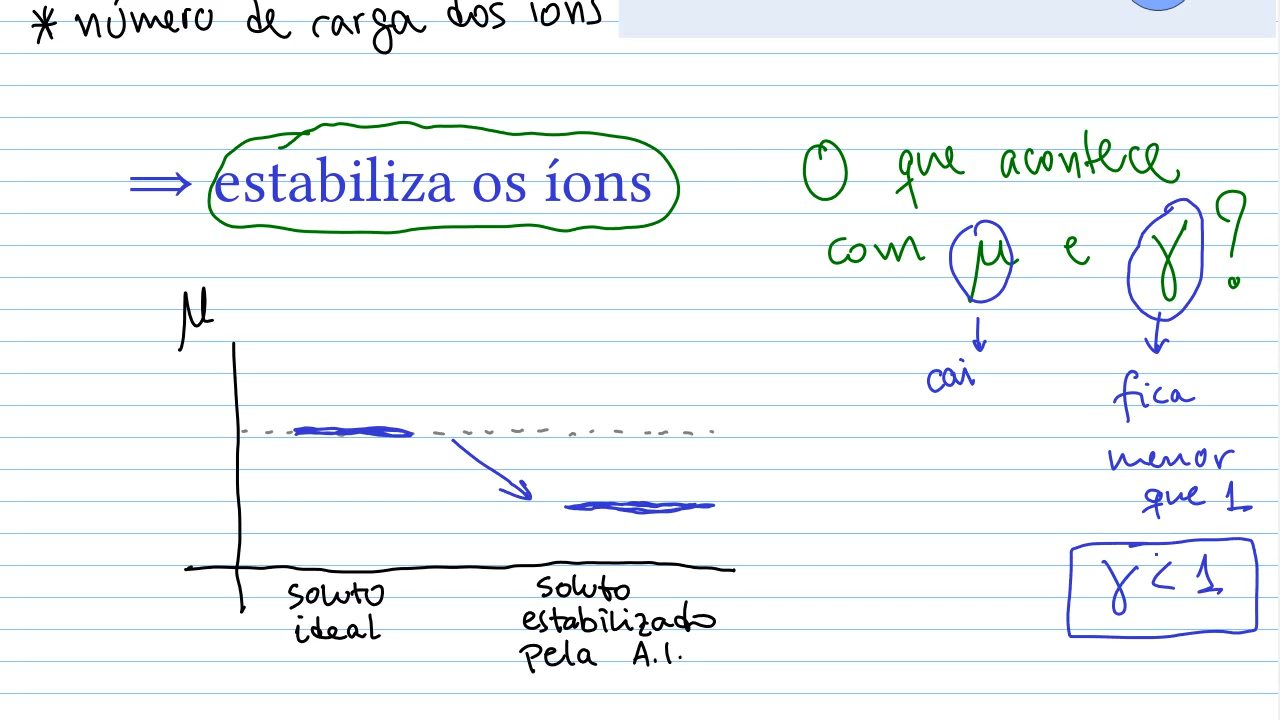 * número de carga dos íons
⇒ estabiliza os íons
O que acontece
com μ e γ ?
↓ cai
↓ fica
menor
que 1
γ < 1
μ
soluto
ideal
soluto
estabilizado
pela A.I.